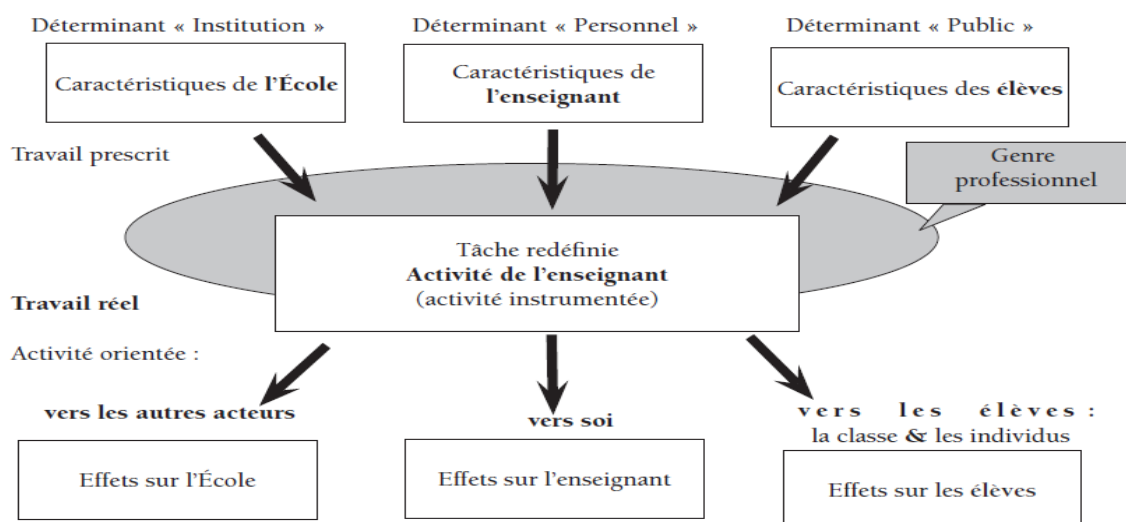 Déterminant « Institution »
Déterminant « Personnel »
Déterminant « Public »
Caractéristiques de l'École
Caractéristiques de
l'enseignant
Caractéristiques des élèves
Travail prescrit
Genre
professionnel
Tâche redéfinie
Activité de l'enseignant
(activité instrumentée)
Travail réel
Activité orientée :
vers les autres acteurs
vers soi
vers les élèves :
la classe & les individus
Effets sur l'École
Effets sur l'enseignant
Effets sur les élèves